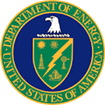 DEPARTMENT OF ENERGY
UNITED STATES OF AMERICA